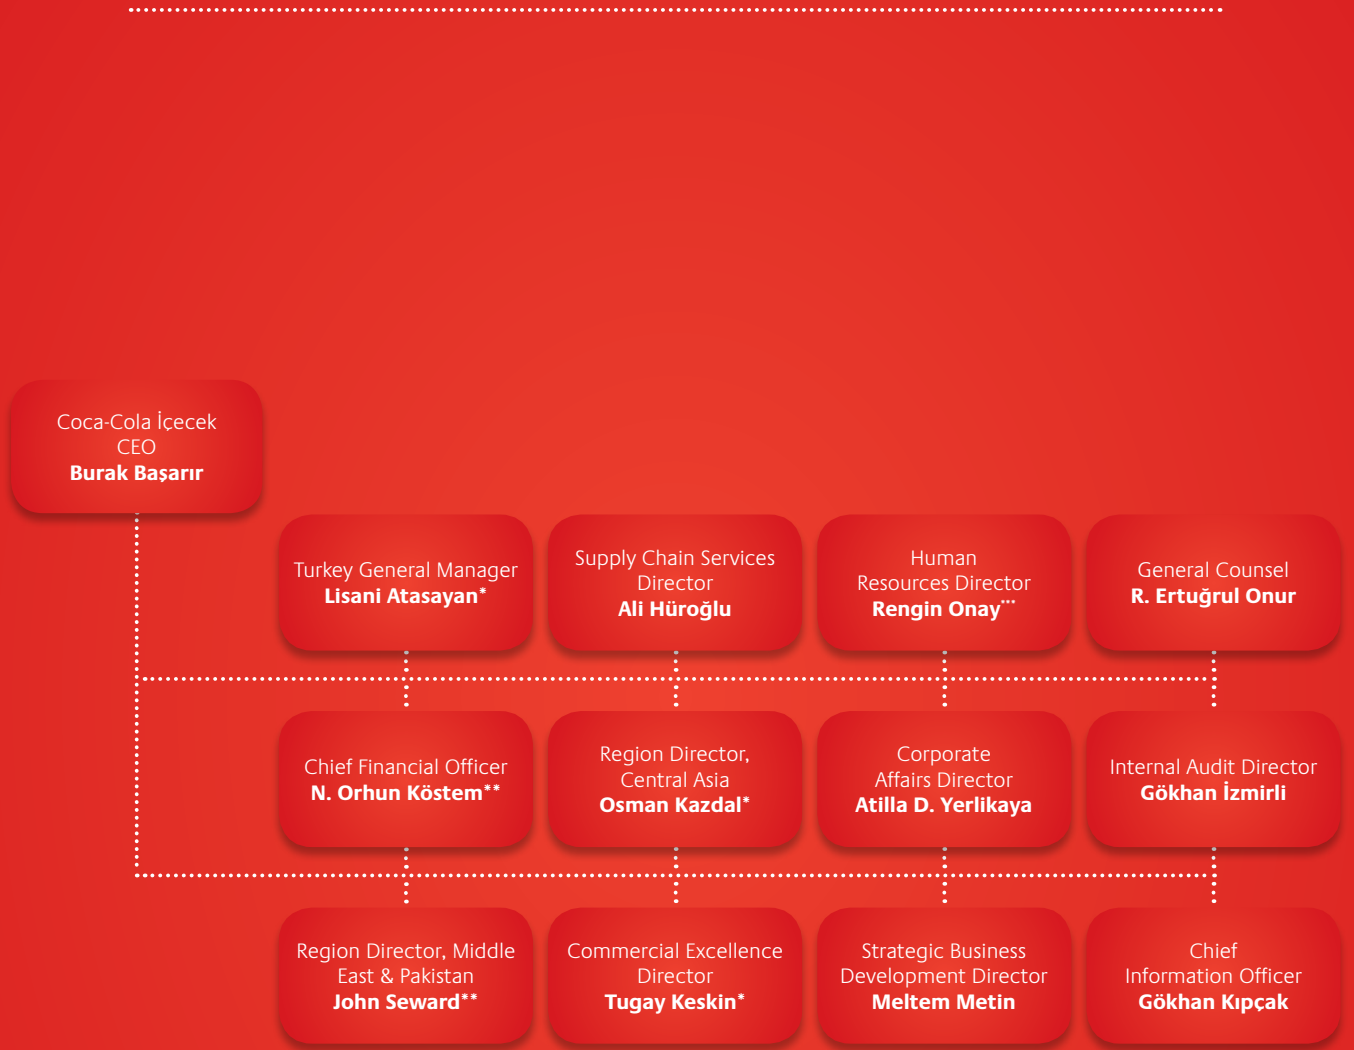 Coca-Cola İçecek
CEO
Burak Başarır
Turkey General Manager
Lisani Atasayan*
Supply Chain Services
Director
Ali Hüroğlu
Human
Resources Director
Rengin Onay***
General Counsel
R. Ertuğrul Onur
Chief Financial Officer
N. Orhun Köstem**
Region Director,
Central Asia
Osman Kazdal*
Corporate
Affairs Director
Atilla D. Yerlikaya
Internal Audit Director
Gökhan İzmirli
Region Director, Middle
East & Pakistan
John Seward**
Commercial Excellence
Director
Tugay Keskin*
Strategic Business
Development Director
Meltem Metin
Chief
Information Officer
Gökhan Kıpçak